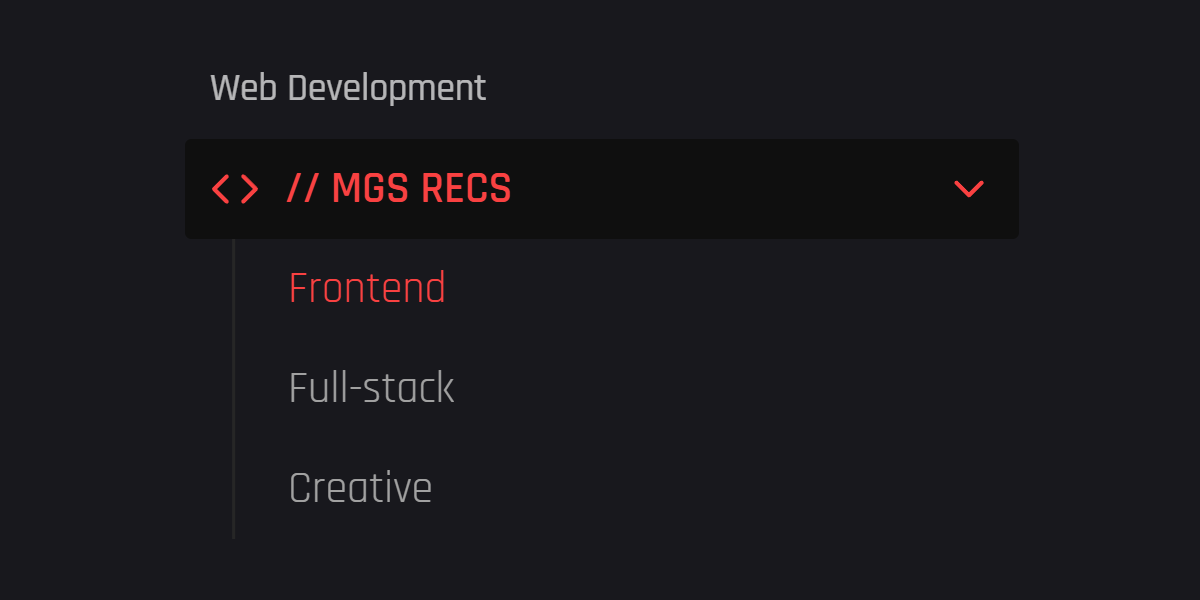 Web Development
// MGS RECS
Frontend
Full-stack
Creative